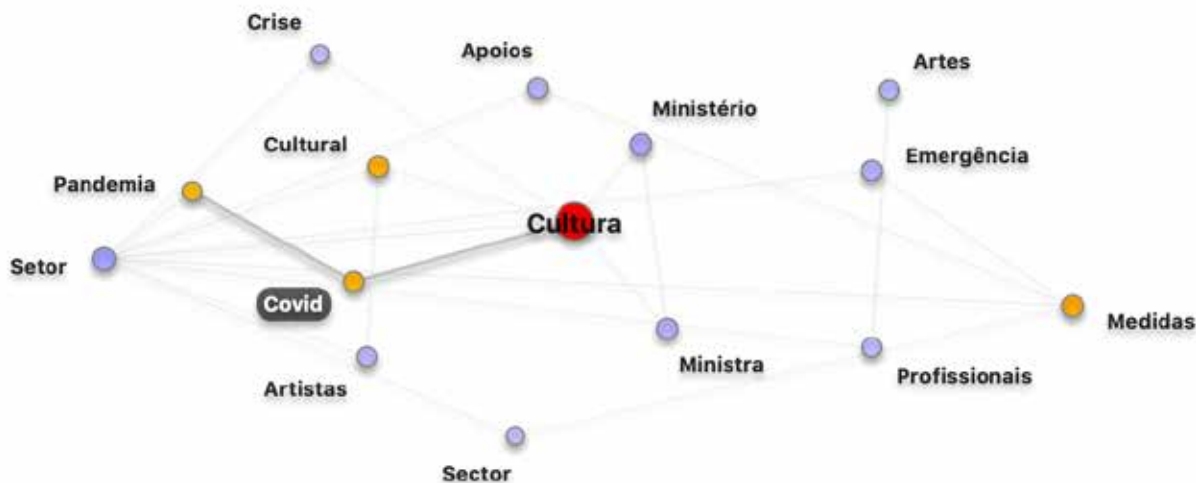 Crise
Apoios
Artes
Ministério
Cultural
Emergência
Pandemia
Cultura
Setor
Covid
Medidas
Ministra
Profissionais
Artistas
Sector